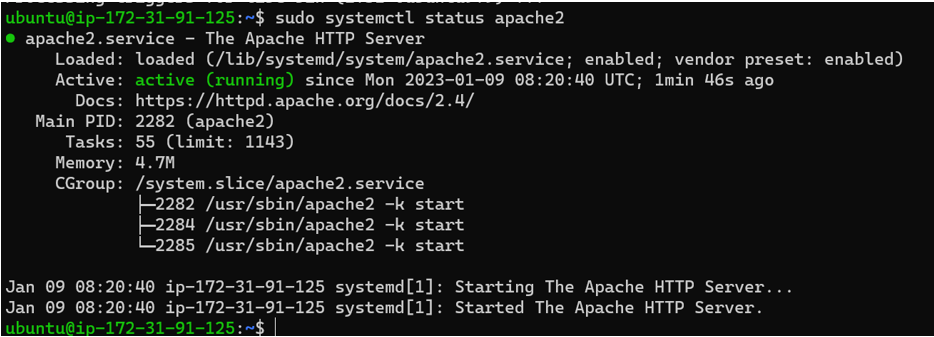 ubuntu@ip-172-31-91-125:~$ sudo systemctl status apache2
● apache2.service - The Apache HTTP Server
     Loaded: loaded (/lib/systemd/system/apache2.service; enabled; vendor preset: enabled)
     Active: active (running) since Mon 2023-01-09 08:20:40 UTC; 1min 46s ago
       Docs: https://httpd.apache.org/docs/2.4/
   Main PID: 2282 (apache2)
      Tasks: 55 (limit: 1143)
     Memory: 4.7M
     CGroup: /system.slice/apache2.service
             ├─2282 /usr/sbin/apache2 -k start
             ├─2284 /usr/sbin/apache2 -k start
             └─2285 /usr/sbin/apache2 -k start

Jan 09 08:20:40 ip-172-31-91-125 systemd[1]: Starting The Apache HTTP Server...
Jan 09 08:20:40 ip-172-31-91-125 systemd[1]: Started The Apache HTTP Server.
ubuntu@ip-172-31-91-125:~$